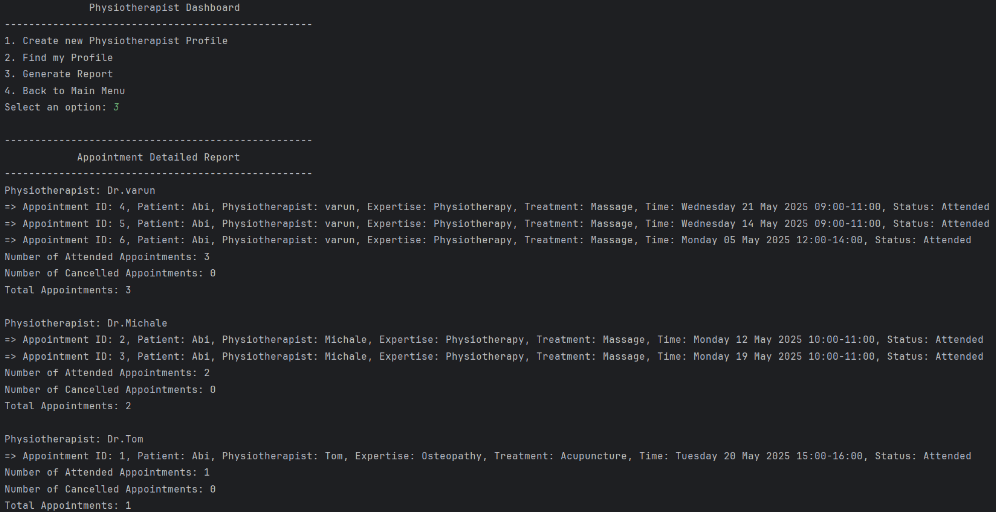 Physiotherapist Dashboard
---------------------------------------------------
1. Create new Physiotherapist Profile
2. Find my Profile
3. Generate Report
4. Back to Main Menu
Select an option: 3
---------------------------------------------------
Appointment Detailed Report
---------------------------------------------------
Physiotherapist: Dr.varun
=> Appointment ID: 4, Patient: Abi, Physiotherapist: varun, Expertise: Physiotherapy, Treatment: Massage, Time: Wednesday 21 May 2025 09:00-11:00, Status: Attended
=> Appointment ID: 5, Patient: Abi, Physiotherapist: varun, Expertise: Physiotherapy, Treatment: Massage, Time: Wednesday 14 May 2025 09:00-11:00, Status: Attended
=> Appointment ID: 6, Patient: Abi, Physiotherapist: varun, Expertise: Physiotherapy, Treatment: Massage, Time: Monday 05 May 2025 12:00-14:00, Status: Attended
Number of Attended Appointments: 3
Number of Cancelled Appointments: 0
Total Appointments: 3
Physiotherapist: Dr.Michale
=> Appointment ID: 2, Patient: Abi, Physiotherapist: Michale, Expertise: Physiotherapy, Treatment: Massage, Time: Monday 12 May 2025 10:00-11:00, Status: Attended
=> Appointment ID: 3, Patient: Abi, Physiotherapist: Michale, Expertise: Physiotherapy, Treatment: Massage, Time: Monday 19 May 2025 10:00-11:00, Status: Attended
Number of Attended Appointments: 2
Number of Cancelled Appointments: 0
Total Appointments: 2
Physiotherapist: Dr.Tom
=> Appointment ID: 1, Patient: Abi, Physiotherapist: Tom, Expertise: Osteopathy, Treatment: Acupuncture, Time: Tuesday 20 May 2025 15:00-16:00, Status: Attended
Number of Attended Appointments: 1
Number of Cancelled Appointments: 0
Total Appointments: 1